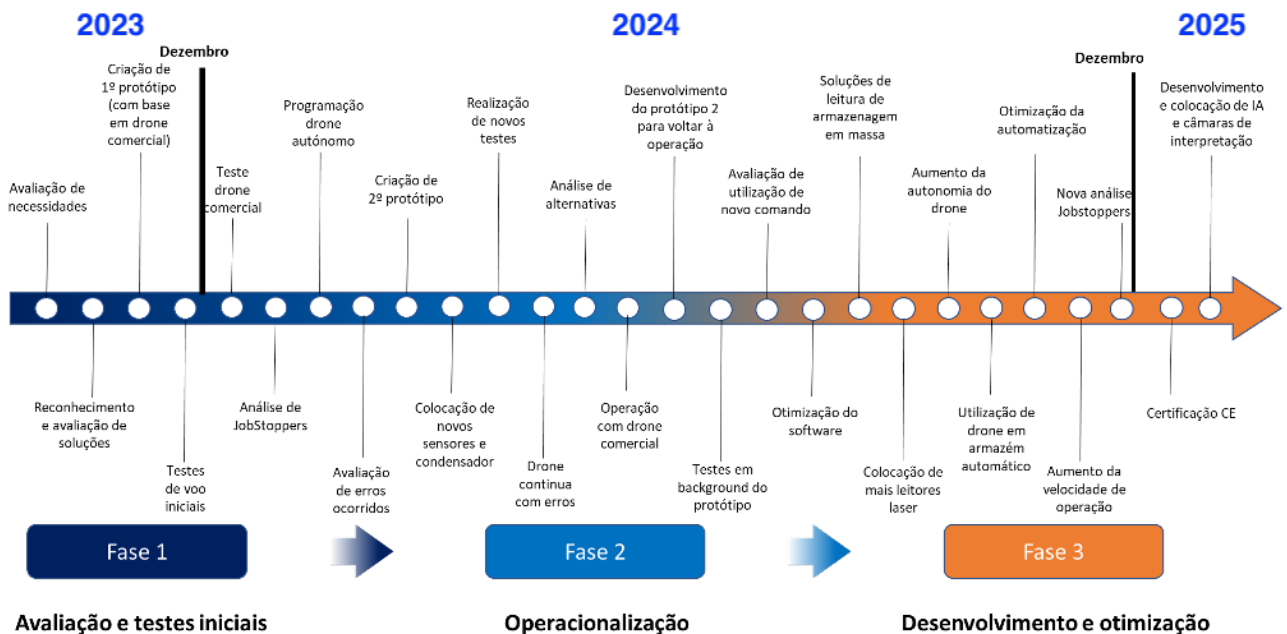 2023
2024
2025
Dezembro
Dezembro
Criação de
1º protótipo
(com base
em drone
comercial)
Programação
drone
autónomo
Realização
de novos
testes
Desenvolvimento
do protótipo 2
para voltar à
operação
Soluções de
leitura de
armazenagem
em massa
Otimização da
automatização
Desenvolvimento
e colocação de IA
e câmaras de
interpretação
Avaliação de
necessidades
Teste
drone
comercial
Criação de
2º protótipo
Análise de
alternativas
Avaliação de
utilização de
novo comando
Aumento da
autonomia do
drone
Nova análise
Jobstoppers
Reconhecimento
e avaliação de
soluções
Análise de
JobStoppers
Colocação de
novos
sensores e
condensador
Operação
com drone
comercial
Otimização do
software
Utilização de
drone em
armazém
automático
Certificação CE
Testes
de voo
iniciais
Avaliação
de erros
ocorridos
Drone
continua
com erros
Testes em
background do
protótipo
Colocação de
mais leitores
laser
Aumento da
velocidade de
operação
Fase 1
Fase 2
Fase 3
Avaliação e testes iniciais
Operacionalização
Desenvolvimento e otimização